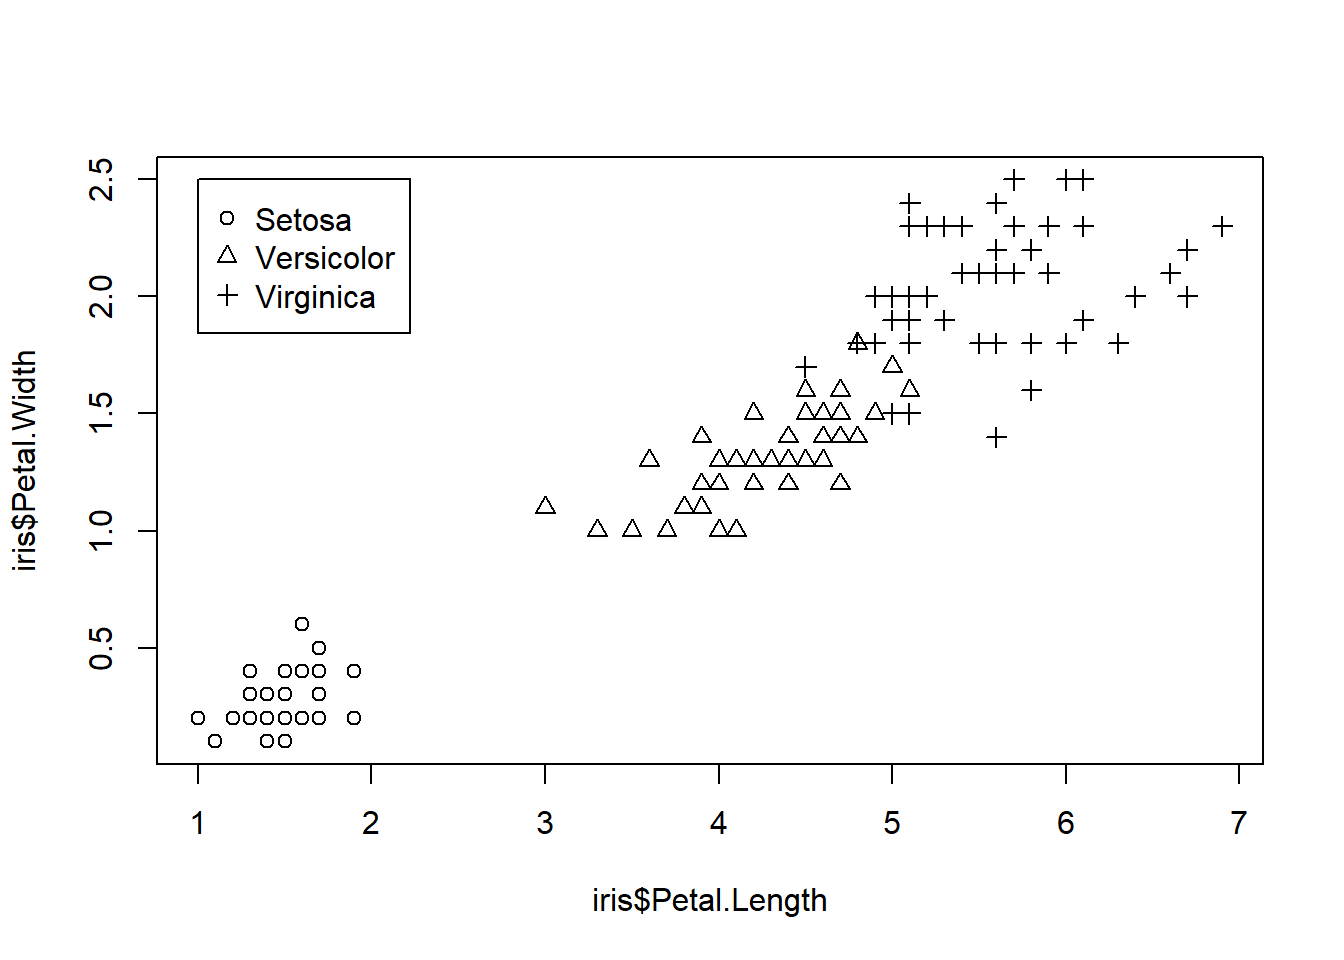 2.5
2.0
1.5
1.0
0.5
iris$Petal.Width
Setosa
Versicolor
Virginica
1 2 3 4 5 6 7
iris$Petal.Length